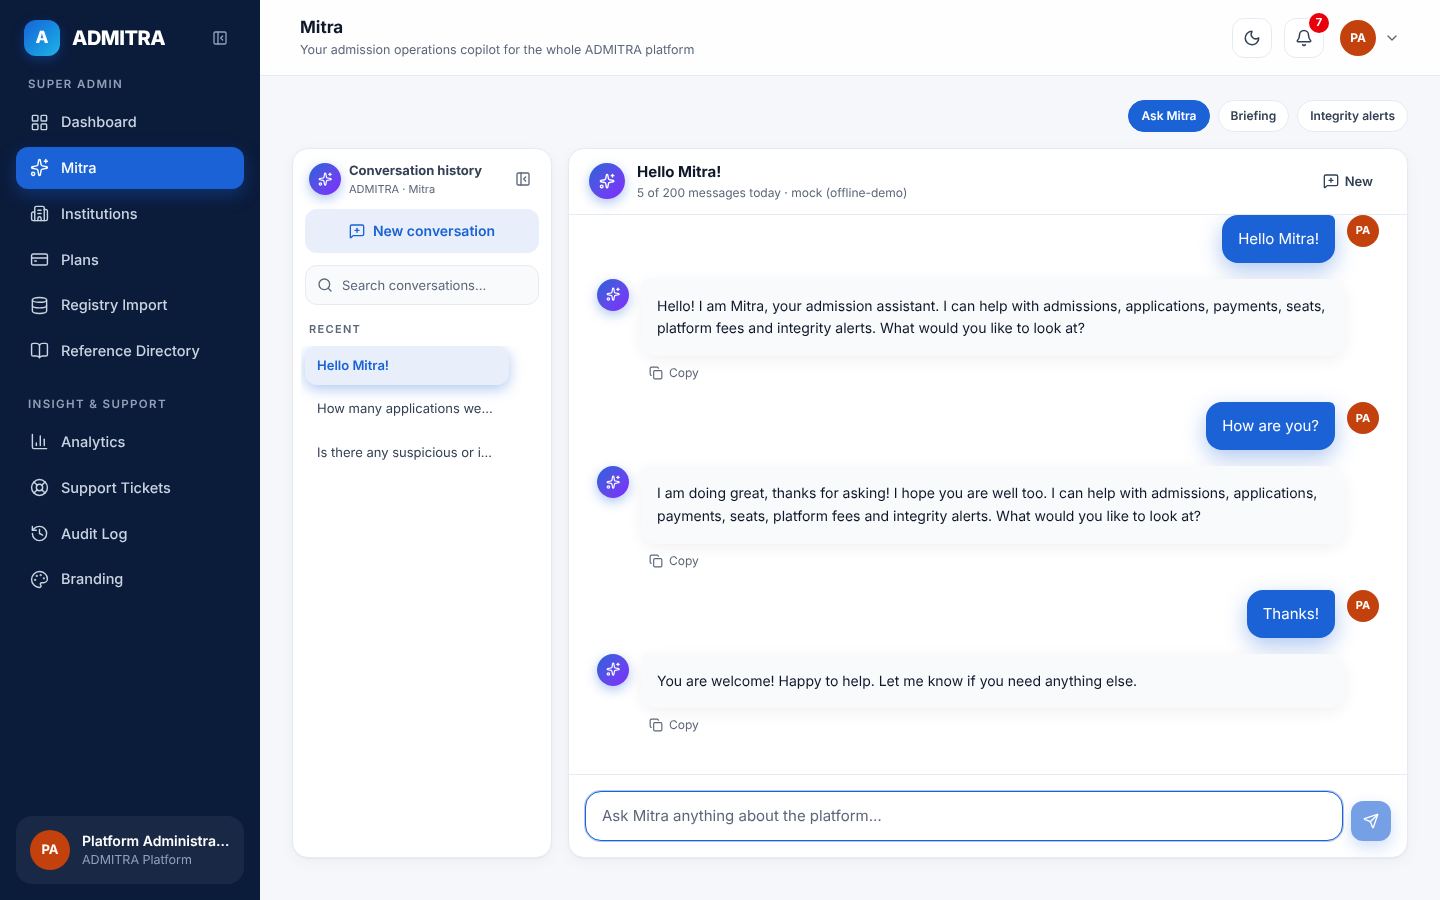 A ADMITRA
SUPER ADMIN
Dashboard
Mitra
Institutions
Plans
Registry Import
Reference Directory
INSIGHT & SUPPORT
Analytics
Support Tickets
Audit Log
Branding
PA
Platform Administra...
ADMITRA Platform
Mitra
Your admission operations copilot for the whole ADMITRA platform
7
PA
Ask Mitra
Briefing
Integrity alerts
Conversation history
ADMITRA · Mitra
New conversation
Search conversations...
RECENT
Hello Mitra!
How many applications we...
Is there any suspicious or i...
Hello Mitra!
5 of 200 messages today · mock (offline-demo)
New
Hello Mitra!
PA
Hello! I am Mitra, your admission assistant. I can help with admissions, applications, payments, seats,
platform fees and integrity alerts. What would you like to look at?
Copy
How are you?
PA
I am doing great, thanks for asking! I hope you are well too. I can help with admissions, applications,
payments, seats, platform fees and integrity alerts. What would you like to look at?
Copy
Thanks!
PA
You are welcome! Happy to help. Let me know if you need anything else.
Copy
Ask Mitra anything about the platform...